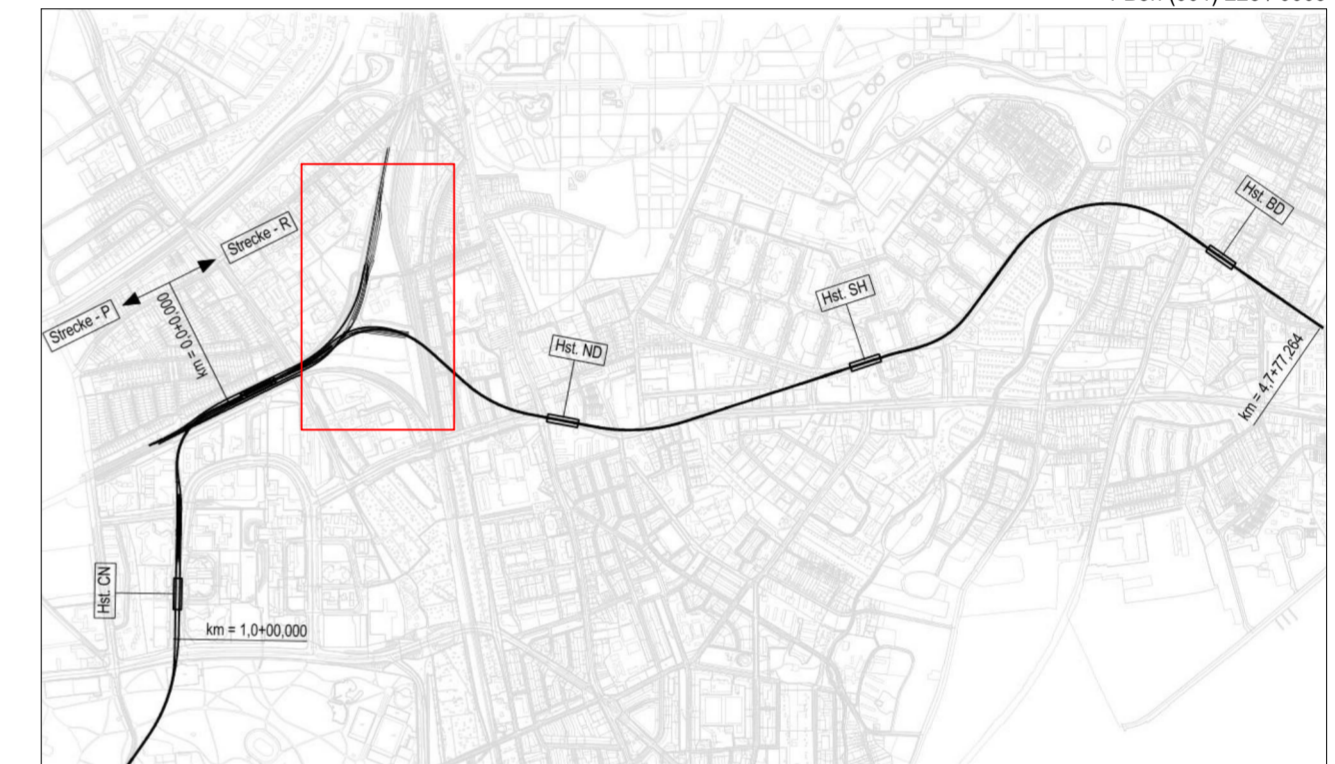 Strecke - R
Strecke - P
km = 0,0+0,000
Hst. BD
Hst. SH
Hst. ND
km = 4,7+77,264
Hst. CN
km = 1,0+00,000